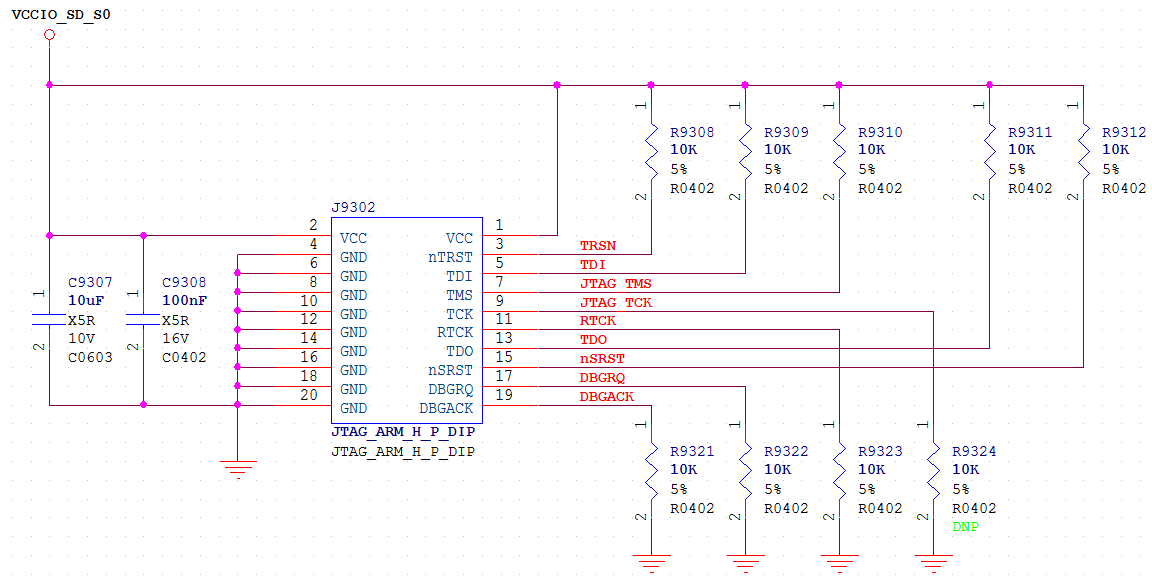 VCCIO_SD_S0
1 1 1 1 1
R9308 R9309 R9310 R9311 R9312
10K 10K 10K 10K 10K
5% 5% 5% 5% 5%
R0402 R0402 R0402 R0402 R0402
2 2 2 2 2
J9302
2 VCC VCC 1
4 GND nTRST 3 TRSN
6 GND TDI 5 TDI
8 GND TMS 7 JTAG_TMS
10 GND TCK 9 JTAG_TCK
12 GND RTCK 11 RTCK
14 GND TDO 13 TDO
16 GND nSRST 15 nSRST
18 GND DBGRQ 17 DBGRQ
20 GND DBGACK 19 DBGACK
JTAG_ARM_H_P_DIP
JTAG_ARM_H_P_DIP
C9307 C9308
1 10uF 1 100nF
X5R X5R
10V 16V
2 C0603 2 C0402
1 1 1 1
R9321 R9322 R9323 R9324
10K 10K 10K 10K
5% 5% 5% 5%
R0402 R0402 R0402 R0402
2 2 2 2
DNP